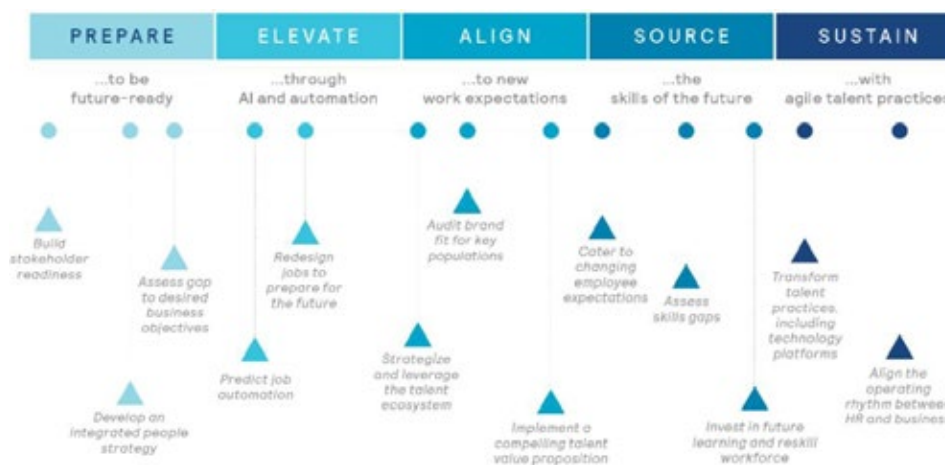 PREPARE
ELEVATE
ALIGN
SOURCE
SUSTAIN
...to be
future-ready
...through
AI and automation
...to new
work expectations
...the
skills of the future
...with
agile talent practices
Build
stakeholder
readiness
Assess gap
to desired
business
objectives
Develop an
integrated people
strategy
Redesign
jobs to
prepare for
the future
Predict job
automation
Audit brand
fit for key
populations
Strategize
and leverage
the talent
ecosystem
Implement a
compelling talent
value proposition
Cater to
changing
employee
expectations
Assess
skills gaps
Invest in future
learning and reskill
workforce
Transform
talent
practices,
including
technology
platforms
Align the
operating
rhythm between
HR and business